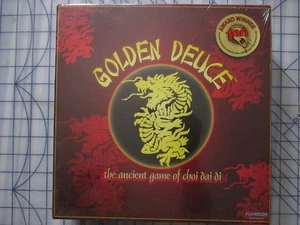 GOLDEN DEUCE
AWARD WINNER
the ancient game of choi dai di